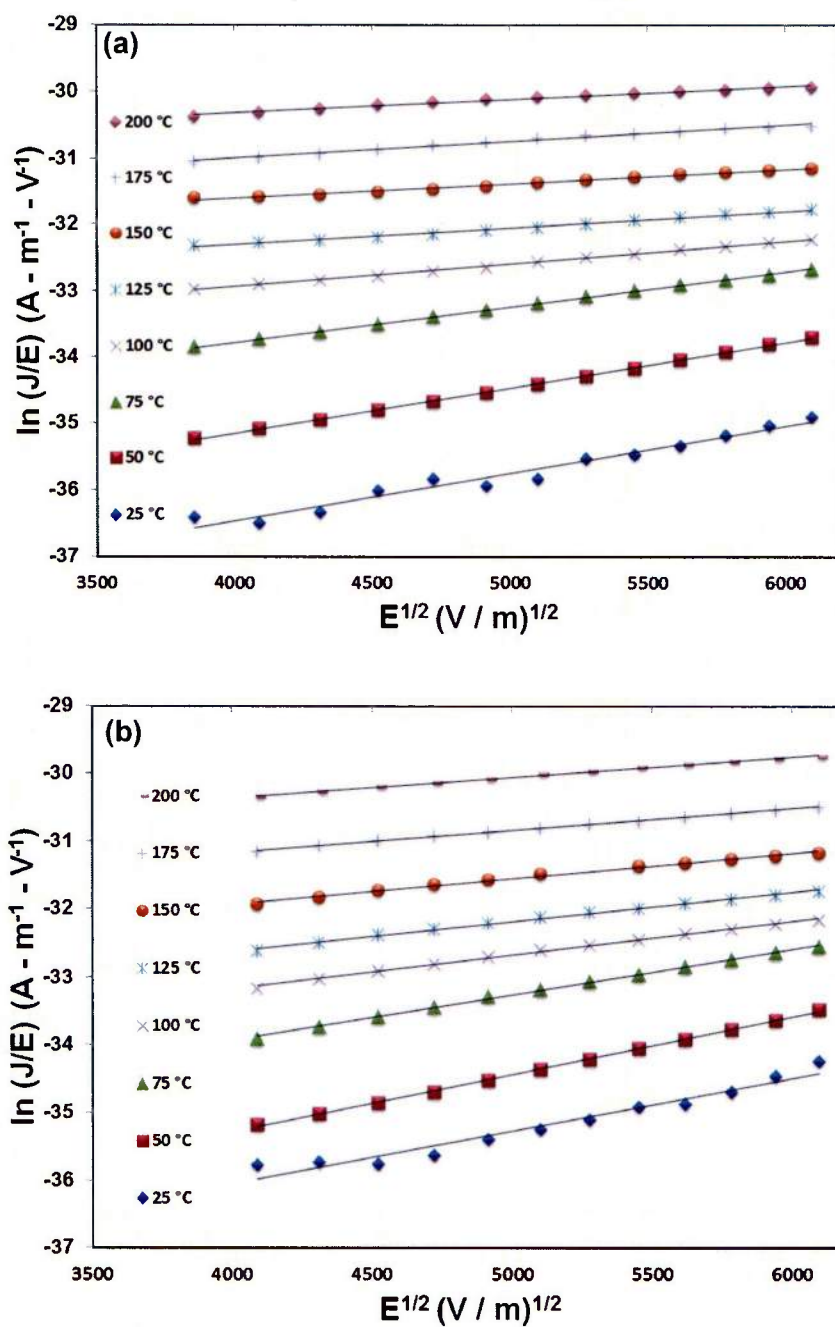 (a)
-29
-30
-31
-32
-33
-34
-35
-36
-37
ln (J/E) (A - m-1 - V-1)
200 °C
175 °C
150 °C
125 °C
100 °C
75 °C
50 °C
25 °C
3500 4000 4500 5000 5500 6000
E1/2 (V / m)1/2
(b)
-29
-30
-31
-32
-33
-34
-35
-36
-37
ln (J/E) (A - m-1 - V-1)
200 °C
175 °C
150 °C
125 °C
100 °C
75 °C
50 °C
25 °C
3500 4000 4500 5000 5500 6000
E1/2 (V / m)1/2